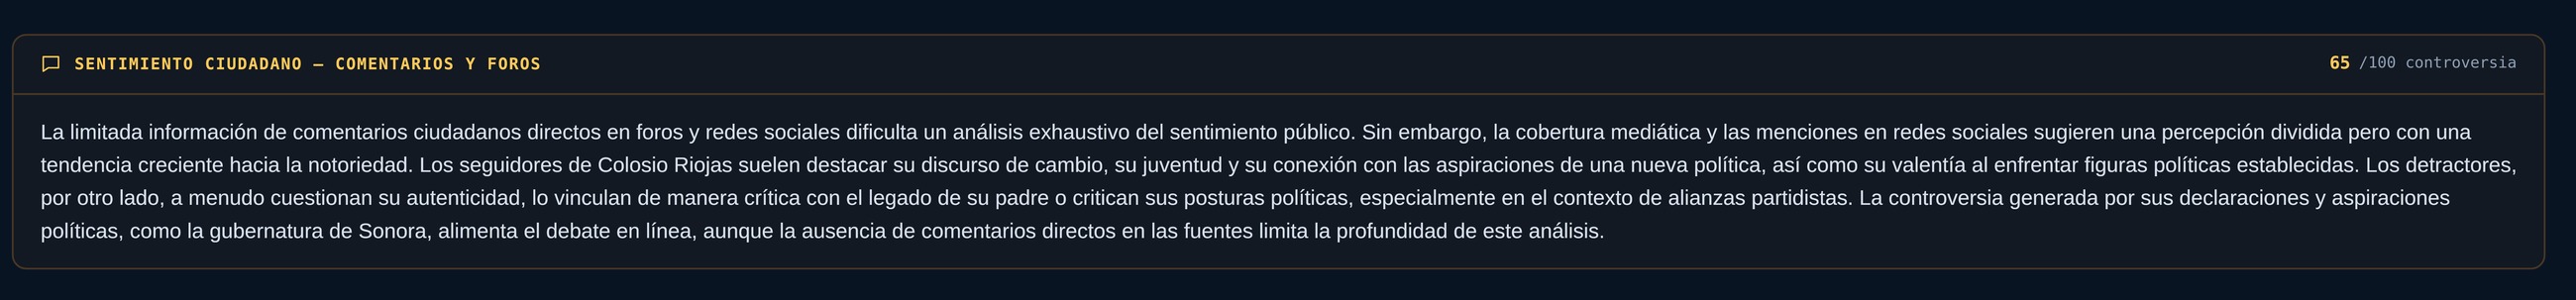 SENTIMIENTO CIUDADANO — COMENTARIOS Y FOROS
65 /100 controversia
La limitada información de comentarios ciudadanos directos en foros y redes sociales dificulta un análisis exhaustivo del sentimiento público. Sin embargo, la cobertura mediática y las menciones en redes sociales sugieren una percepción dividida pero con una
tendencia creciente hacia la notoriedad. Los seguidores de Colosio Riojas suelen destacar su discurso de cambio, su juventud y su conexión con las aspiraciones de una nueva política, así como su valentía al enfrentar figuras políticas establecidas. Los detractores,
por otro lado, a menudo cuestionan su autenticidad, lo vinculan de manera crítica con el legado de su padre o critican sus posturas políticas, especialmente en el contexto de alianzas partidistas. La controversia generada por sus declaraciones y aspiraciones
políticas, como la gubernatura de Sonora, alimenta el debate en línea, aunque la ausencia de comentarios directos en las fuentes limita la profundidad de este análisis.